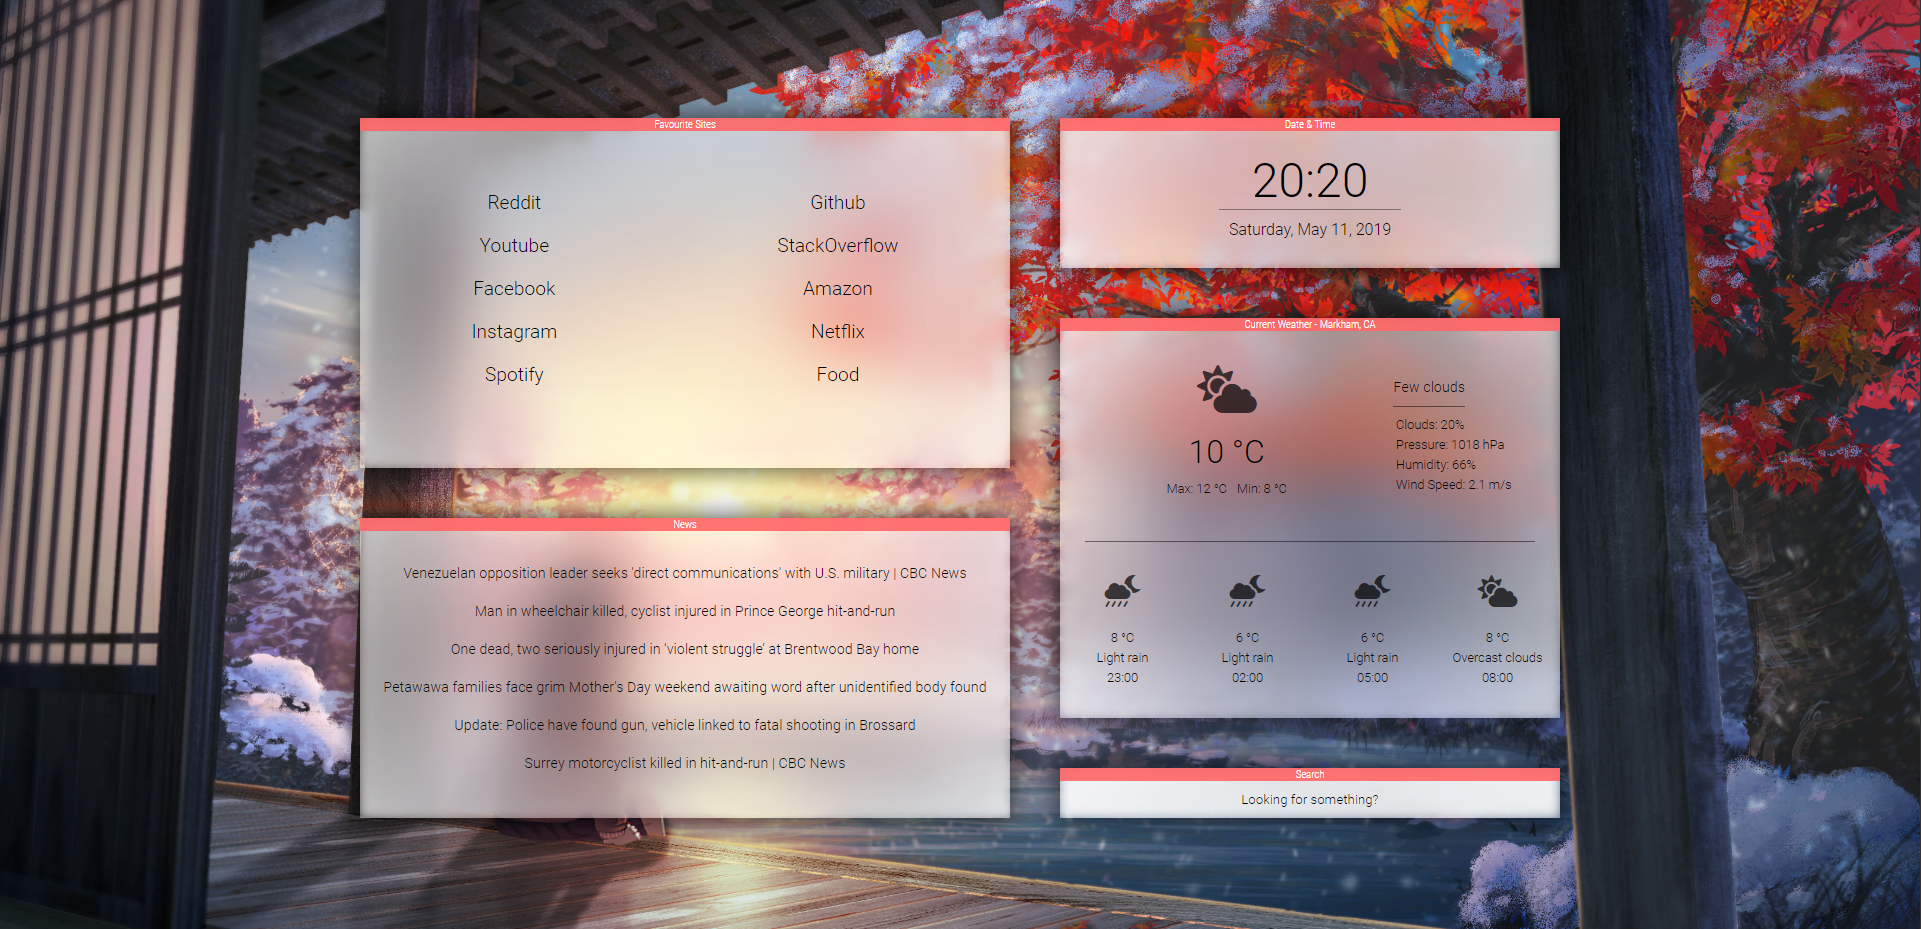 Favourite Sites
Reddit
Github
Youtube
StackOverflow
Facebook
Amazon
Instagram
Netflix
Spotify
Food
Date & Time
20:20
Saturday, May 11, 2019
Current Weather - Markham, CA
10 °C
Max: 12 °C Min: 8 °C
Few clouds
Clouds: 20%
Pressure: 1018 hPa
Humidity: 66%
Wind Speed: 2.1 m/s
8 °C
Light rain
23:00
6 °C
Light rain
02:00
6 °C
Light rain
05:00
8 °C
Overcast clouds
08:00
News
Venezuelan opposition leader seeks 'direct communications' with U.S. military | CBC News
Man in wheelchair killed, cyclist injured in Prince George hit-and-run
One dead, two seriously injured in ‘violent struggle’ at Brentwood Bay home
Petawawa families face grim Mother's Day weekend awaiting word after unidentified body found
Update: Police have found gun, vehicle linked to fatal shooting in Brossard
Surrey motorcyclist killed in hit-and-run | CBC News
Search
Looking for something?